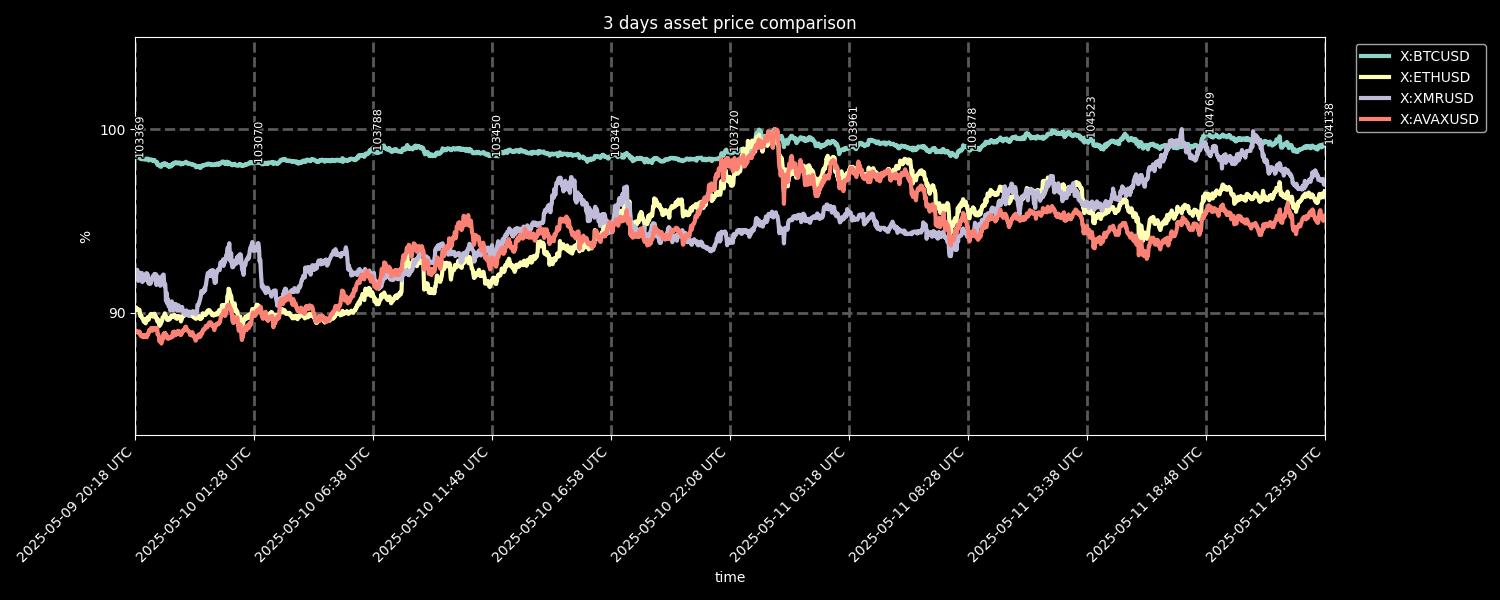 3 days asset price comparison
X:BTCUSD
X:ETHUSD
X:XMRUSD
X:AVAXUSD
%
100
90
103369
103070
103788
103450
103467
103720
103961
103878
104523
104769
104138
2025-05-09 20:18 UTC
2025-05-10 01:28 UTC
2025-05-10 06:38 UTC
2025-05-10 11:48 UTC
2025-05-10 16:58 UTC
2025-05-10 22:08 UTC
2025-05-11 03:18 UTC
2025-05-11 08:28 UTC
2025-05-11 13:38 UTC
2025-05-11 18:48 UTC
2025-05-11 23:59 UTC
time